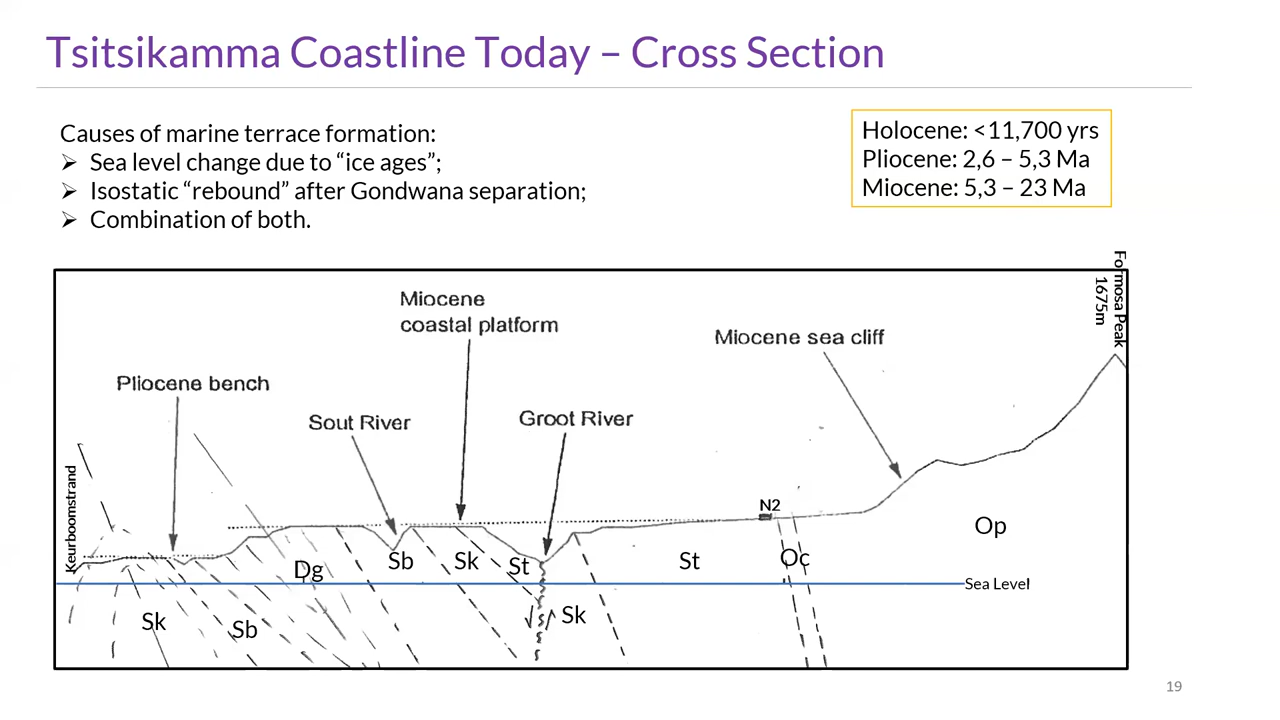 Tsitsikamma Coastline Today – Cross Section
Causes of marine terrace formation:
➢ Sea level change due to “ice ages”;
➢ Isostatic “rebound” after Gondwana separation;
➢ Combination of both.
Holocene: <11,700 yrs
Pliocene: 2,6 – 5,3 Ma
Miocene: 5,3 – 23 Ma
Formosa Peak
1675m
Miocene
coastal platform
Miocene sea cliff
Pliocene bench
Sout River
Groot River
Keurboomstrand
N2
Op
Dg
Sb
Sk
St
St
Oc
Sea Level
Sk
Sb
Sk
19